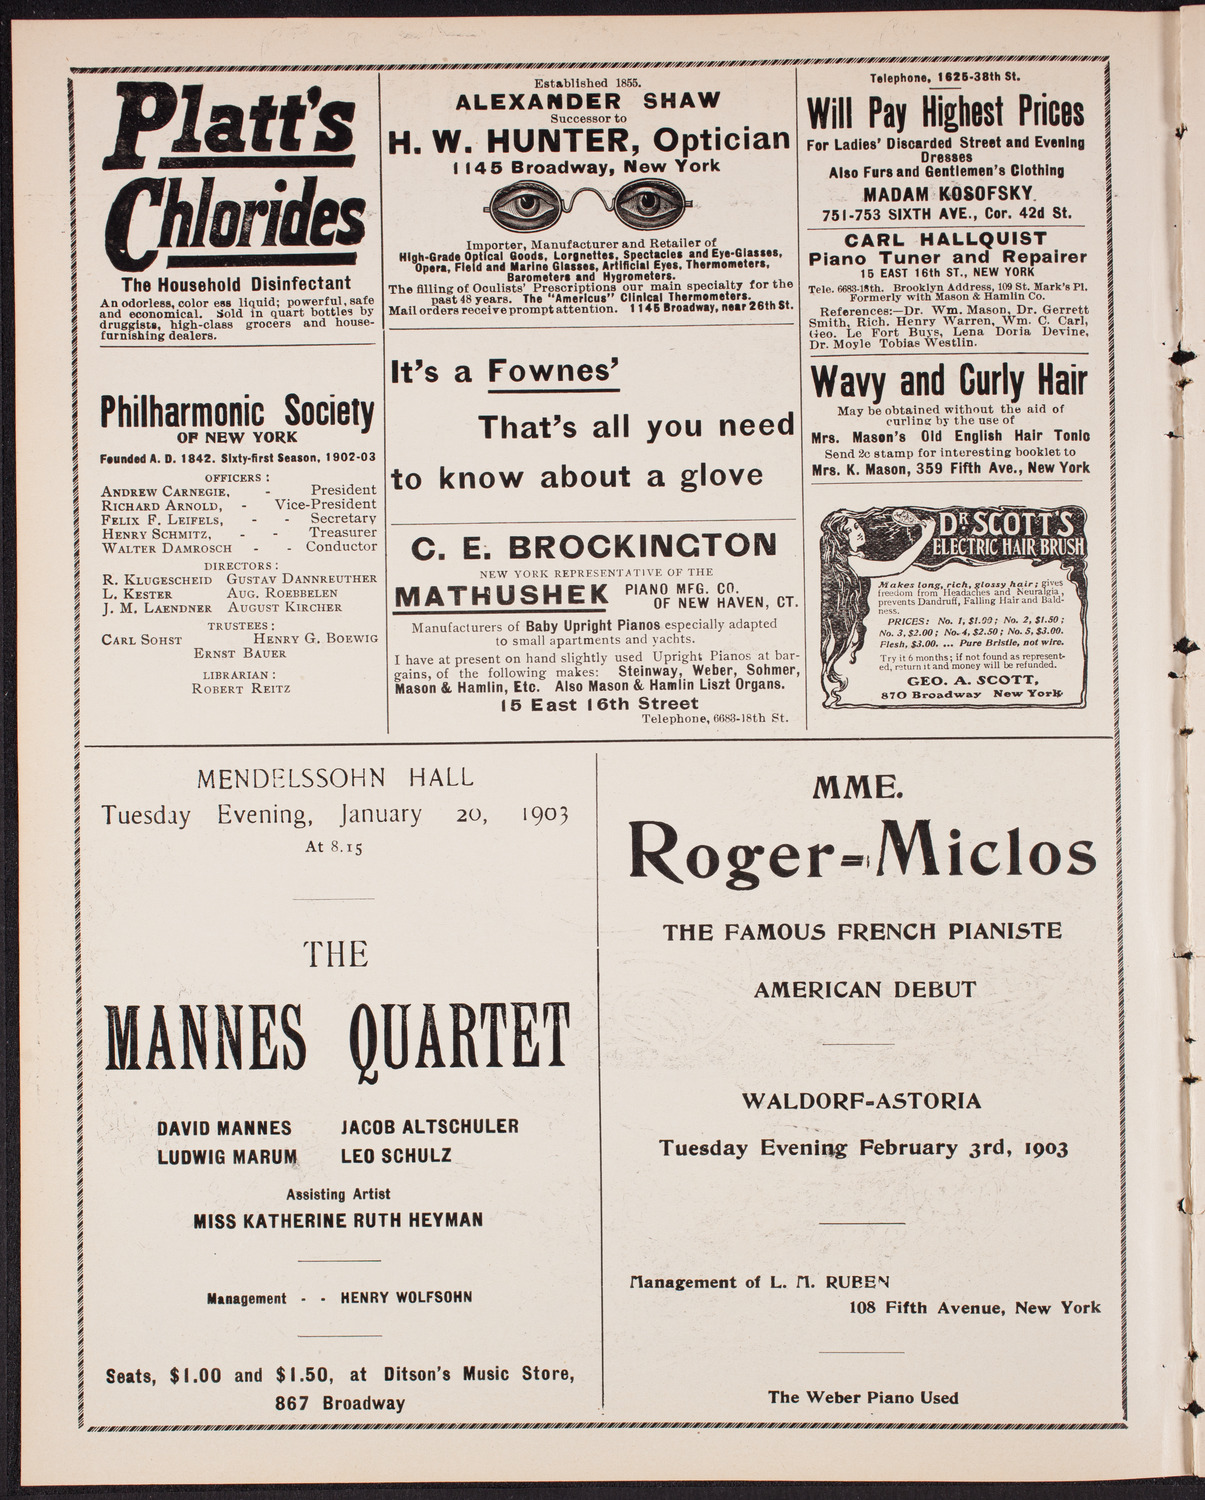 Platt's
Chlorides
The Household Disinfectant
An odorless, color ess liquid; powerful, safe
and economical. Sold in quart bottles by
druggists, high-class grocers and house-
furnishing dealers.
Philharmonic Society
OF NEW YORK
Founded A. D. 1842. Sixty-first Season, 1902-03
OFFICERS :
ANDREW CARNEGIE, - President
RICHARD ARNOLD, - Vice-President
FELIX F. LEIFELS, - - Secretary
HENRY SCHMITZ, - - Treasurer
WALTER DAMROSCH - - Conductor
DIRECTORS :
R. KLUGESCHEID GUSTAV DANNREUTHER
L. KESTER AUG. ROEBBELEN
J. M. LAENDNER AUGUST KIRCHER
TRUSTEES :
CARL SOHST HENRY G. BOEWIG
ERNST BAUER
LIBRARIAN :
ROBERT REITZ
Established 1855.
ALEXANDER SHAW
Successor to
H. W. HUNTER, Optician
1145 Broadway, New York
Importer, Manufacturer and Retailer of
High-Grade Optical Goods, Lorgnettes, Spectacles and Eye-Glasses,
Opera, Field and Marine Glasses, Artificial Eyes, Thermometers,
Barometers and Hygrometers.
The filling of Oculists' Prescriptions our main specialty for the
past 48 years. The "Americus" Clinical Thermometers.
Mail orders receive prompt attention. 1145 Broadway, near 26th St.
It's a Fownes'
That's all you need
to know about a glove
C. E. BROCKINGTON
NEW YORK REPRESENTATIVE OF THE
MATHUSHEK PIANO MFG. CO.
OF NEW HAVEN, CT.
Manufacturers of Baby Upright Pianos especially adapted
to small apartments and yachts.
I have at present on hand slightly used Upright Pianos at bar-
gains, of the following makes: Steinway, Weber, Sohmer,
Mason & Hamlin, Etc. Also Mason & Hamlin Liszt Organs.
15 East 16th Street
Telephone, 6683-18th St.
Telephone, 1625-38th St.
Will Pay Highest Prices
For Ladies' Discarded Street and Evening
Dresses
Also Furs and Gentlemen's Clothing
MADAM KOSOFSKY
751-753 SIXTH AVE., Cor. 42d St.
CARL HALLQUIST
Piano Tuner and Repairer
15 EAST 16th ST., NEW YORK
Tele. 6683-18th. Brooklyn Address, 109 St. Mark's Pl.
Formerly with Mason & Hamlin Co.
References:—Dr. Wm. Mason, Dr. Gerrett
Smith, Rich. Henry Warren, Wm. C. Carl,
Geo. Le Fort Buys, Lena Doria Devine,
Dr. Moyle Tobias Westlin.
Wavy and Curly Hair
May be obtained without the aid of
curling by the use of
Mrs. Mason's Old English Hair Tonic
Send 2c stamp for interesting booklet to
Mrs. K. Mason, 359 Fifth Ave., New York
DR. SCOTT'S
ELECTRIC HAIR BRUSH
Makes long, rich, glossy hair; gives
freedom from Headaches and Neuralgia,
prevents Dandruff, Falling Hair and Bald-
ness.
PRICES: No. 1, $1.00; No. 2, $1.50;
No. 3, $2.00; No. 4, $2.50; No. 5, $3.00.
Flesh, $3.00. ... Pure Bristle, not wire.
Try it 6 months; if not found as represent-
ed, return it and money will be refunded.
GEO. A. SCOTT,
870 Broadway New York
MENDELSSOHN HALL
Tuesday Evening, January 20, 1903
At 8.15
THE
MANNES QUARTET
DAVID MANNES JACOB ALTSCHULER
LUDWIG MARUM LEO SCHULZ
Assisting Artist
MISS KATHERINE RUTH HEYMAN
Management - - HENRY WOLFSOHN
Seats, $1.00 and $1.50, at Ditson's Music Store,
867 Broadway
MME.
Roger-Miclos
THE FAMOUS FRENCH PIANISTE
AMERICAN DEBUT
WALDORF-ASTORIA
Tuesday Evening February 3rd, 1903
Management of L. M. RUBEN
108 Fifth Avenue, New York
The Weber Piano Used